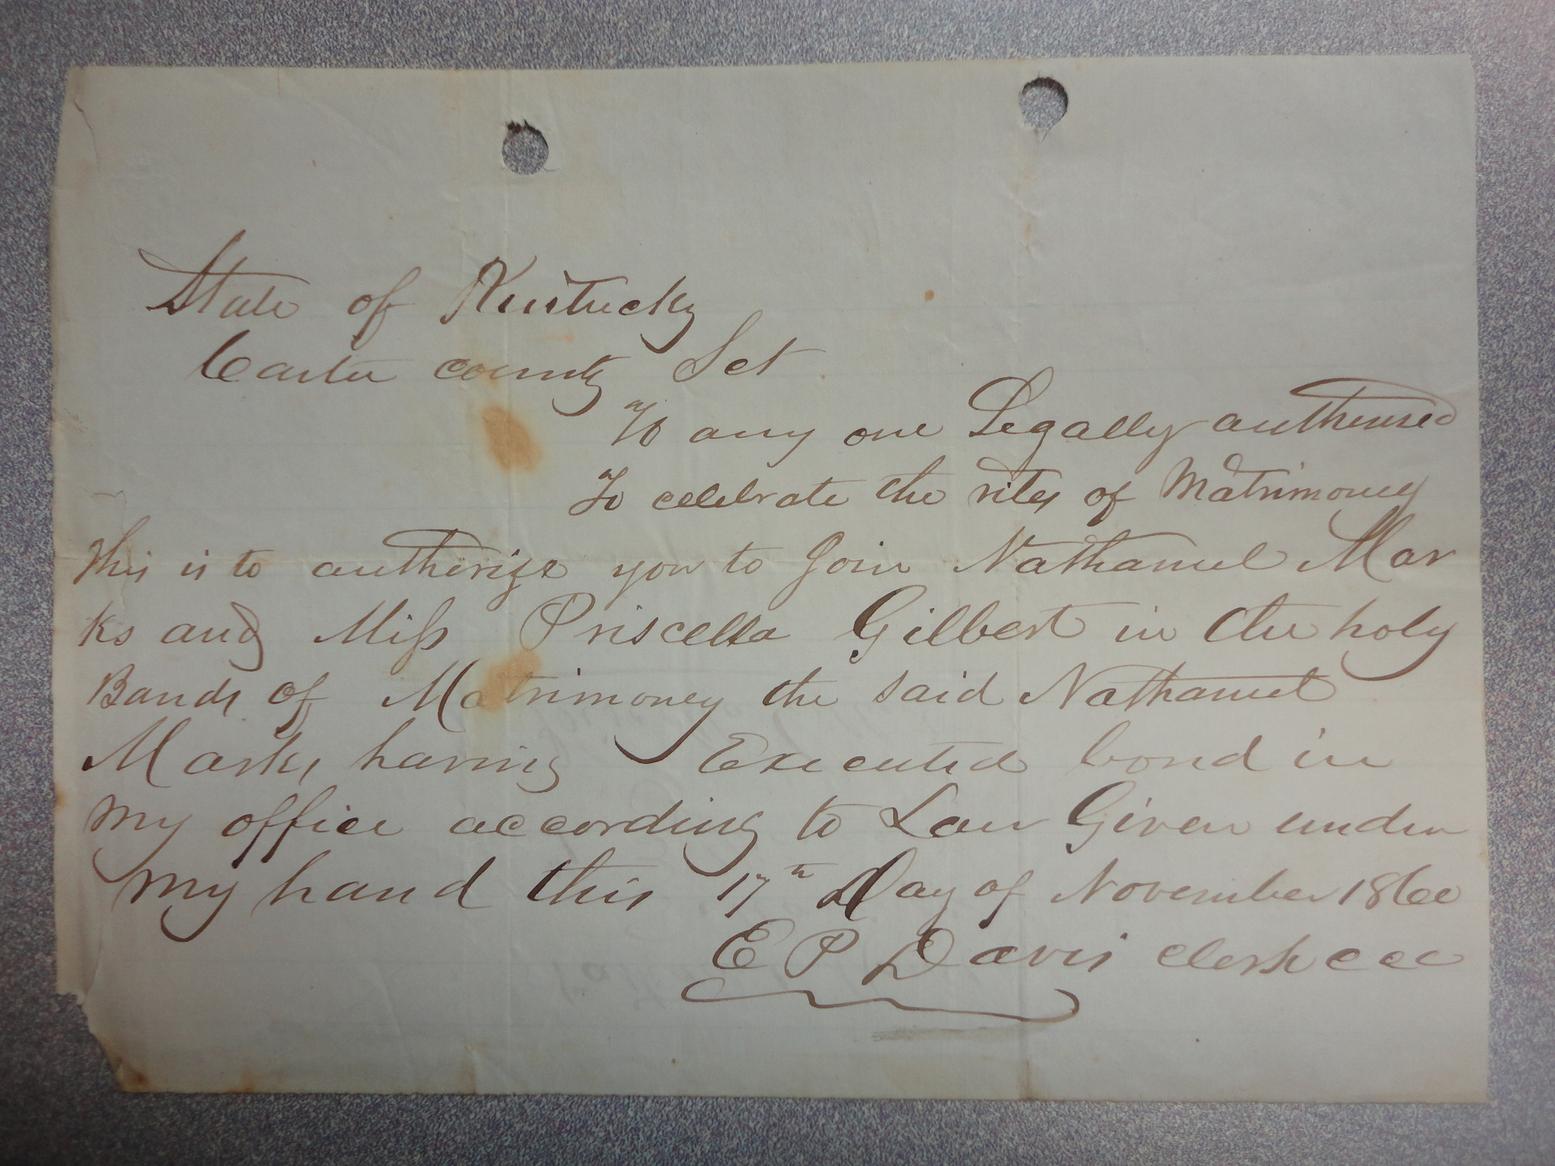 State of Kentucky
Carter county Sct
To any one Legally authorised
To celebrate the rites of Matrimoney
This is to authorize you to Join Nathaniel Mar
ks and Miss Priscella Gilbert in the holy
Bands of Matrimoney the said Nathaniel
Marks having Executed bond in
my office according to Law Given under
my hand this 17th Day of November 1860
E P Davis clerk ccc